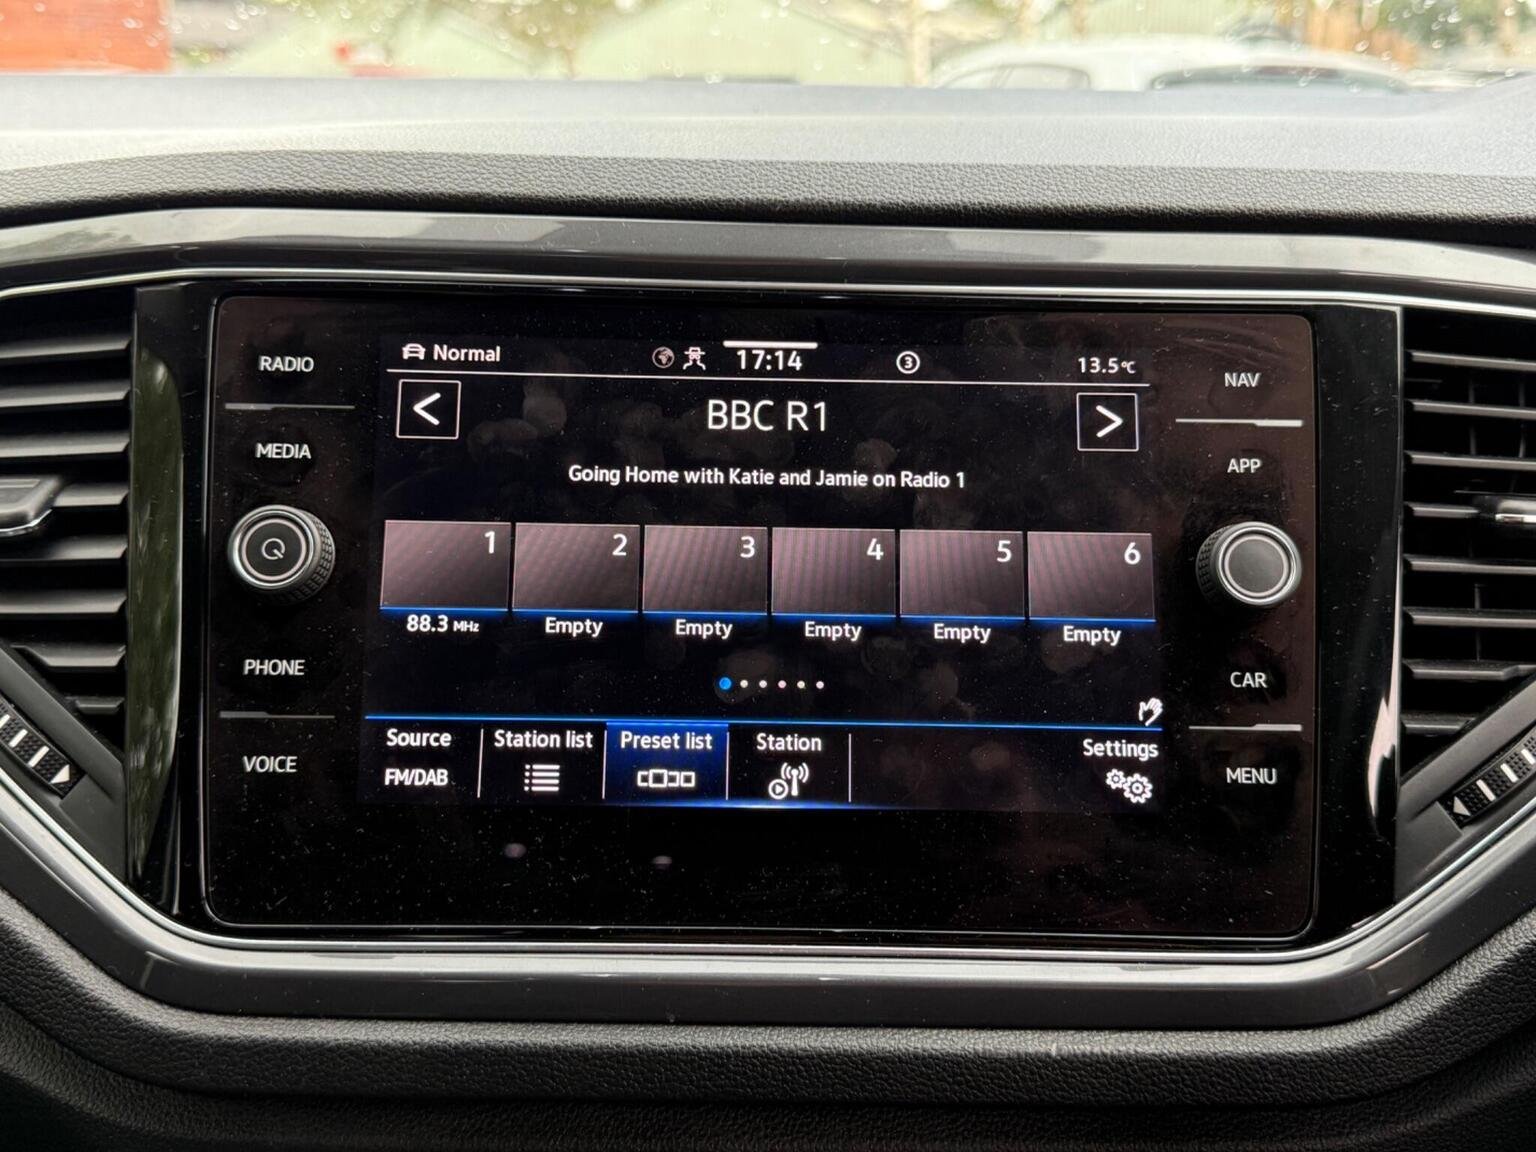 RADIO
MEDIA
PHONE
VOICE
Normal
17:14
3
13.5°C
BBC R1
Going Home with Katie and Jamie on Radio 1
1
2
3
4
5
6
88.3 MHz
Empty
Empty
Empty
Empty
Empty
Source
FM/DAB
Station list
Preset list
Station
Settings
NAV
APP
CAR
MENU